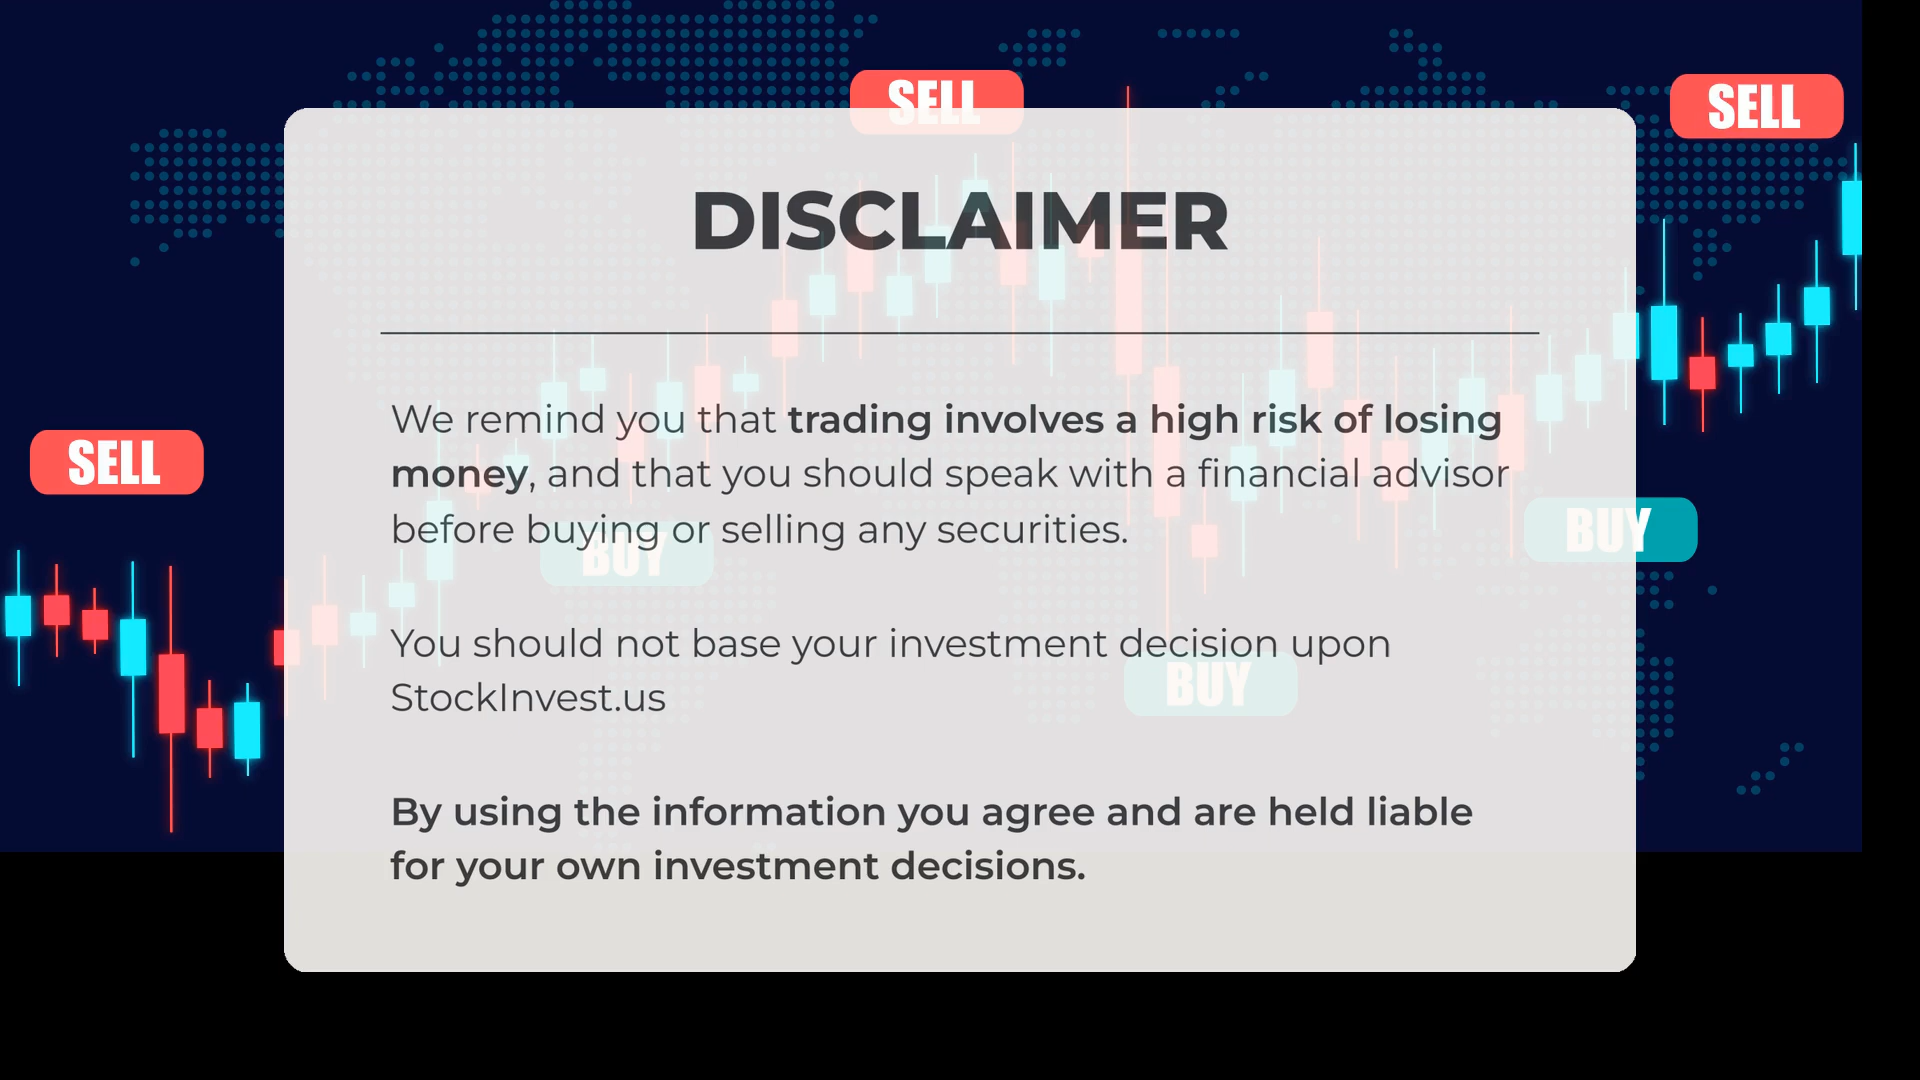 SELL
SELL
DISCLAIMER
We remind you that trading involves a high risk of losing
money, and that you should speak with a financial advisor
before buying or selling any securities.
SELL
BUY
BUY
You should not base your investment decision upon
StockInvest.us
BUY
By using the information you agree and are held liable
for your own investment decisions.